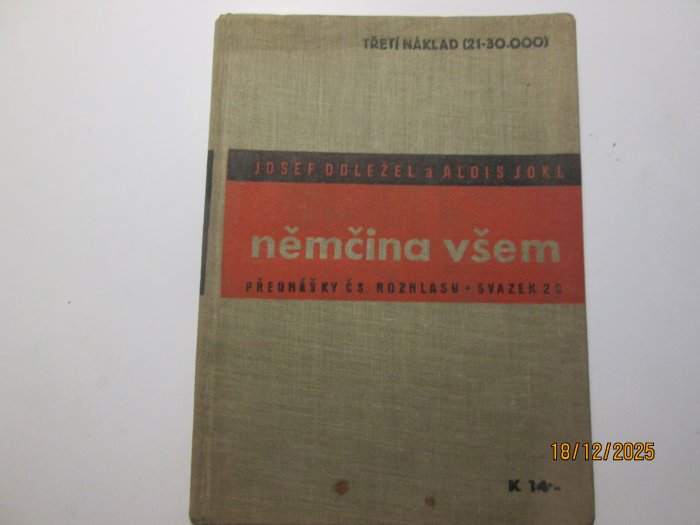 TŘETÍ NÁKLAD (21-30.000)
JOSEF DOLEŽEL a ALOIS JOKL
němčina všem
PŘEDNÁŠKY ČS. ROZHLASU • SVAZEK 20
K 14·-
18/12/2025